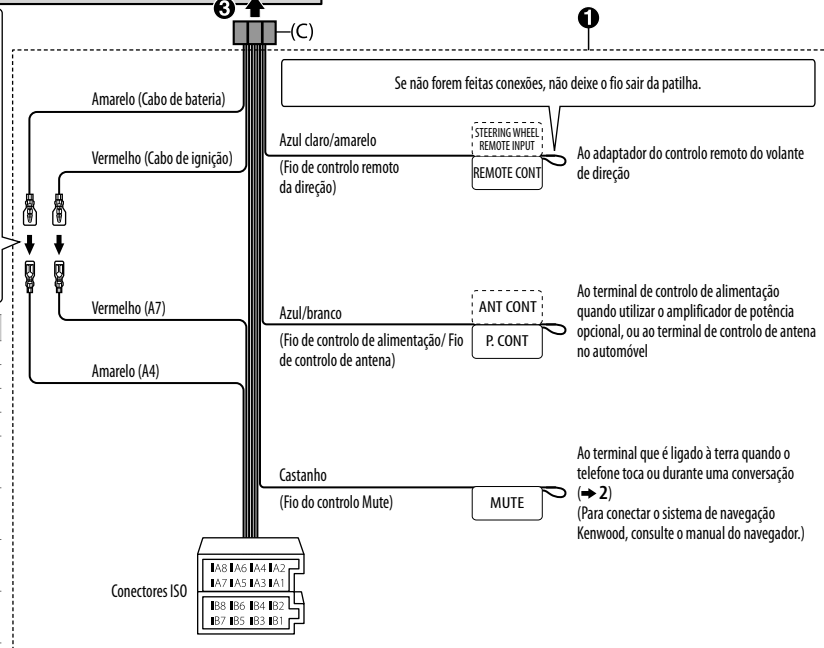 ❸
(C)
❶
Se não forem feitas conexões, não deixe o fio sair da patilha.
Amarelo (Cabo de bateria)
Vermelho (Cabo de ignição)
Azul claro/amarelo
(Fio de controlo remoto
da direção)
STEERING WHEEL
REMOTE INPUT
REMOTE CONT
Ao adaptador do controlo remoto do volante
de direção
Vermelho (A7)
Amarelo (A4)
Azul/branco
(Fio de controlo de alimentação/ Fio
de controlo de antena)
ANT CONT
P. CONT
Ao terminal de controlo de alimentação
quando utilizar o amplificador de potência
opcional, ou ao terminal de controlo de antena
no automóvel
Castanho
(Fio do controlo Mute)
MUTE
Ao terminal que é ligado à terra quando o
telefone toca ou durante uma conversação
(➡ 2)
(Para conectar o sistema de navegação
Kenwood, consulte o manual do navegador.)
Conectores ISO
A8 A6 A4 A2
A7 A5 A3 A1
B8 B6 B4 B2
B7 B5 B3 B1